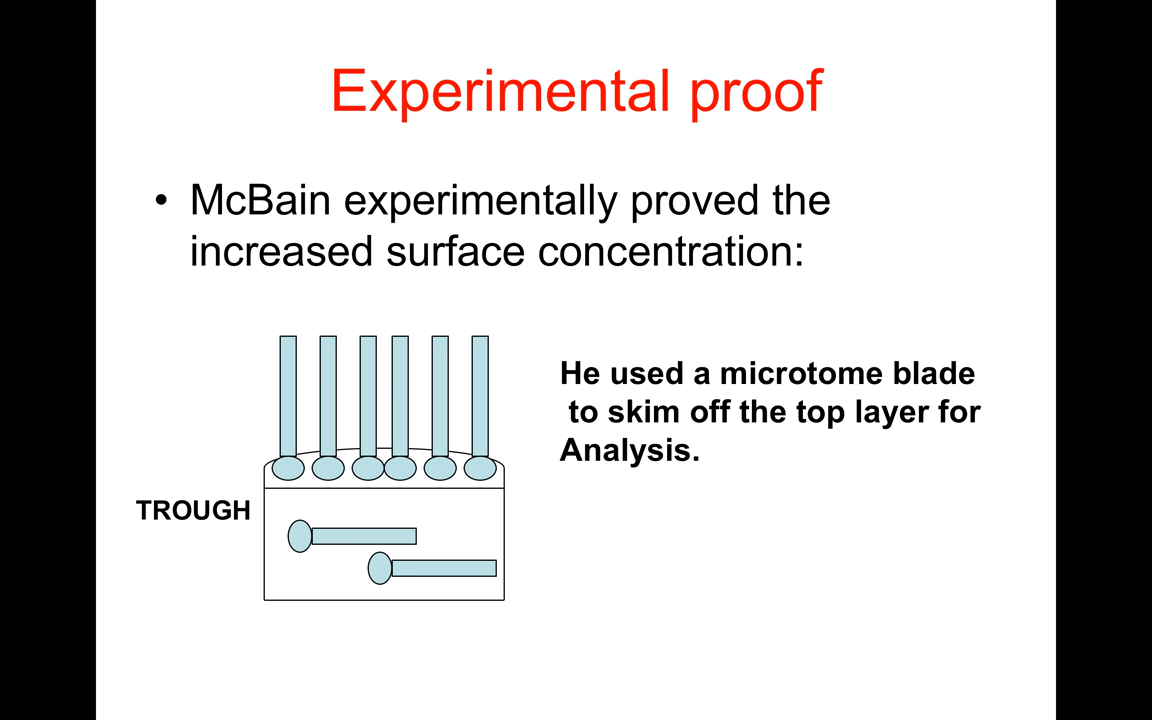 Experimental proof
• McBain experimentally proved the
increased surface concentration:
He used a microtome blade
to skim off the top layer for
Analysis.
TROUGH